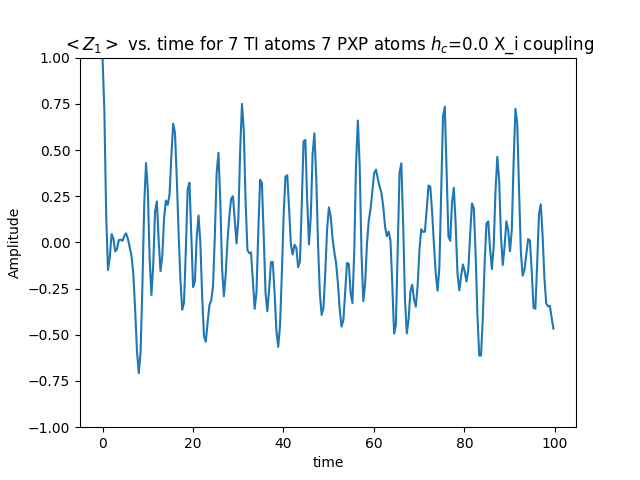 <Z₁> vs. time for 7 TI atoms 7 PXP atoms h_c=0.0 X_i coupling
1.00
0.75
0.50
0.25
0.00
−0.25
−0.50
−0.75
−1.00
Amplitude
0 20 40 60 80 100
time